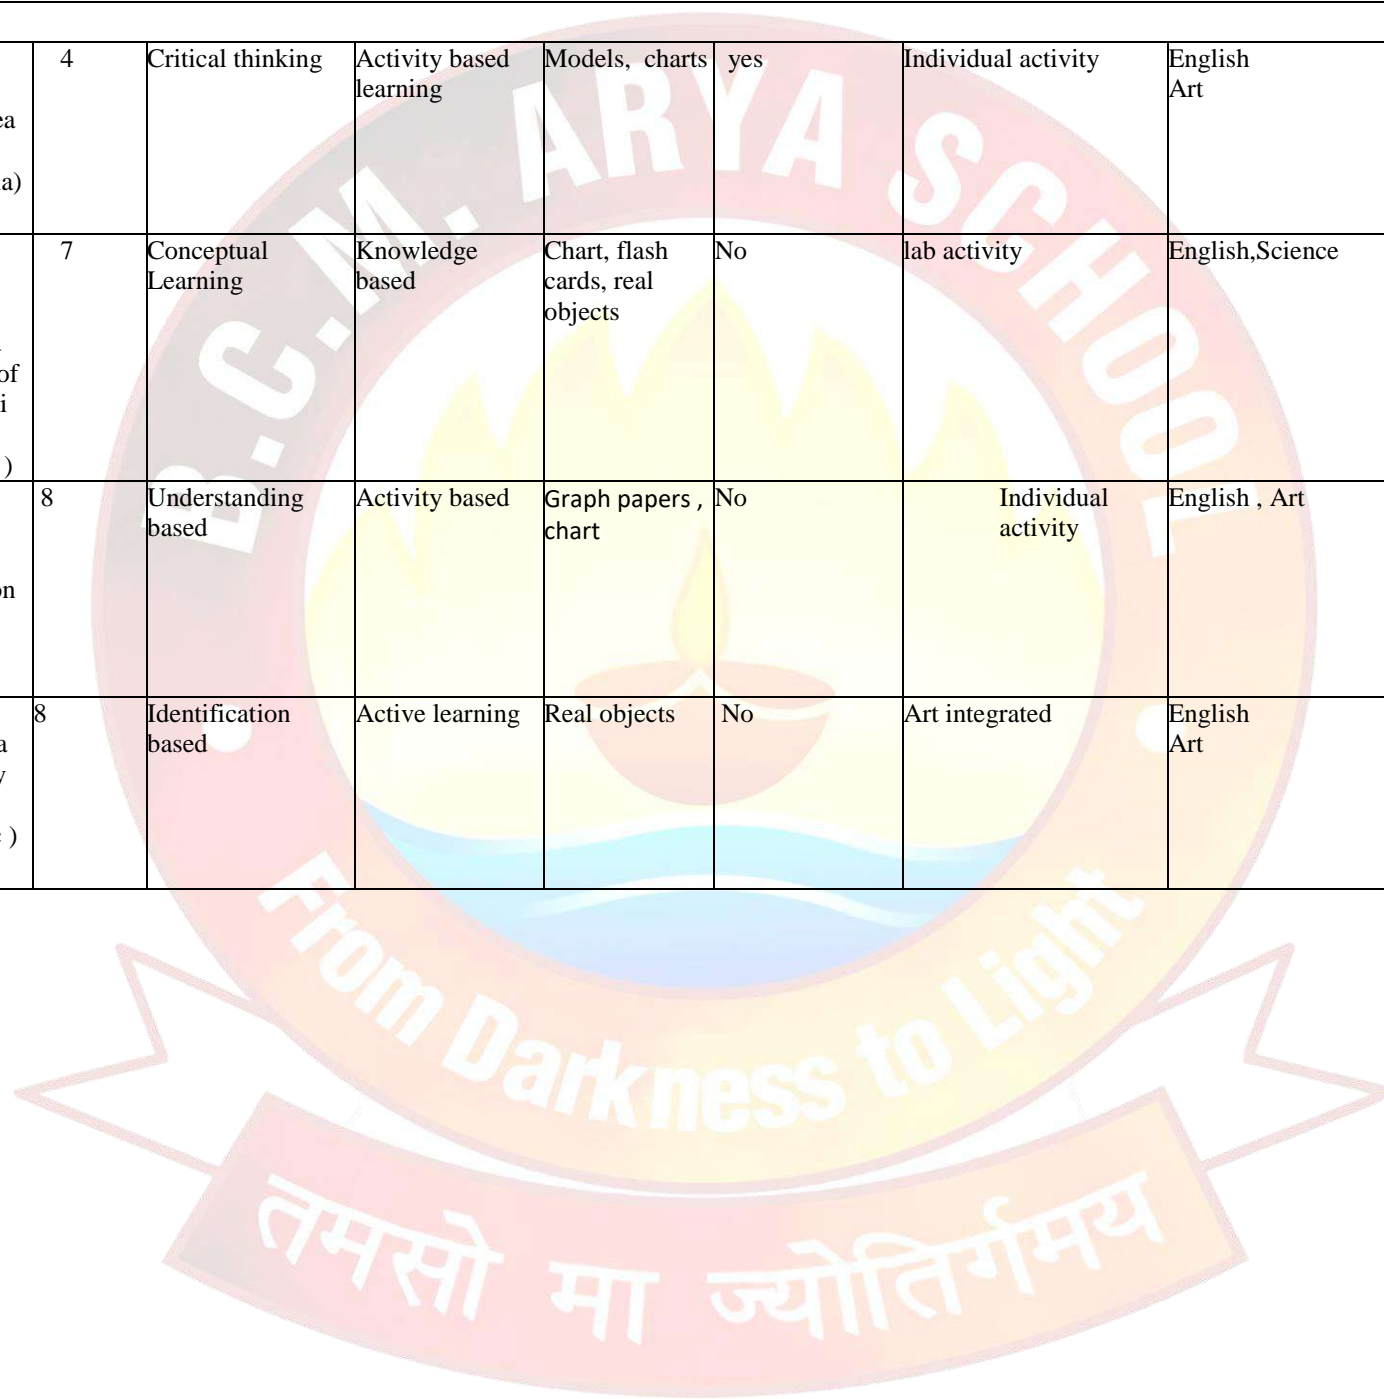 4 Critical thinking Activity based Models, charts yes Individual activity English
learning Art
7 Conceptual Knowledge Chart, flash No lab activity English,Science
Learning based cards, real
objects
of
)
8 Understanding Activity based Graph papers , No Individual English , Art
based chart activity
8 Identification Active learning Real objects No Art integrated English
based Art
)
B.C.M. ARYA SCHOOL
From Darkness to Light
तमसो मा ज्योतिर्गमय